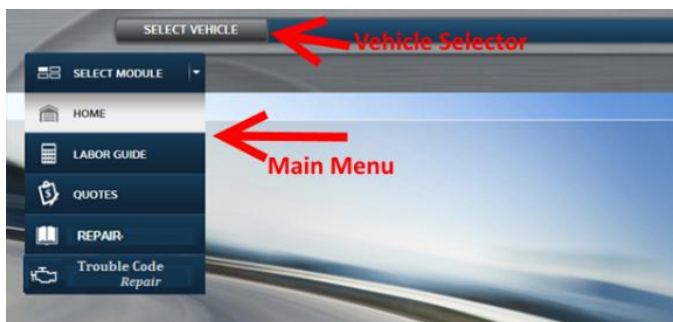 SELECT VEHICLE
Vehicle Selector
SELECT MODULE
HOME
LABOR GUIDE
Main Menu
QUOTES
REPAIR
Trouble Code
Repair